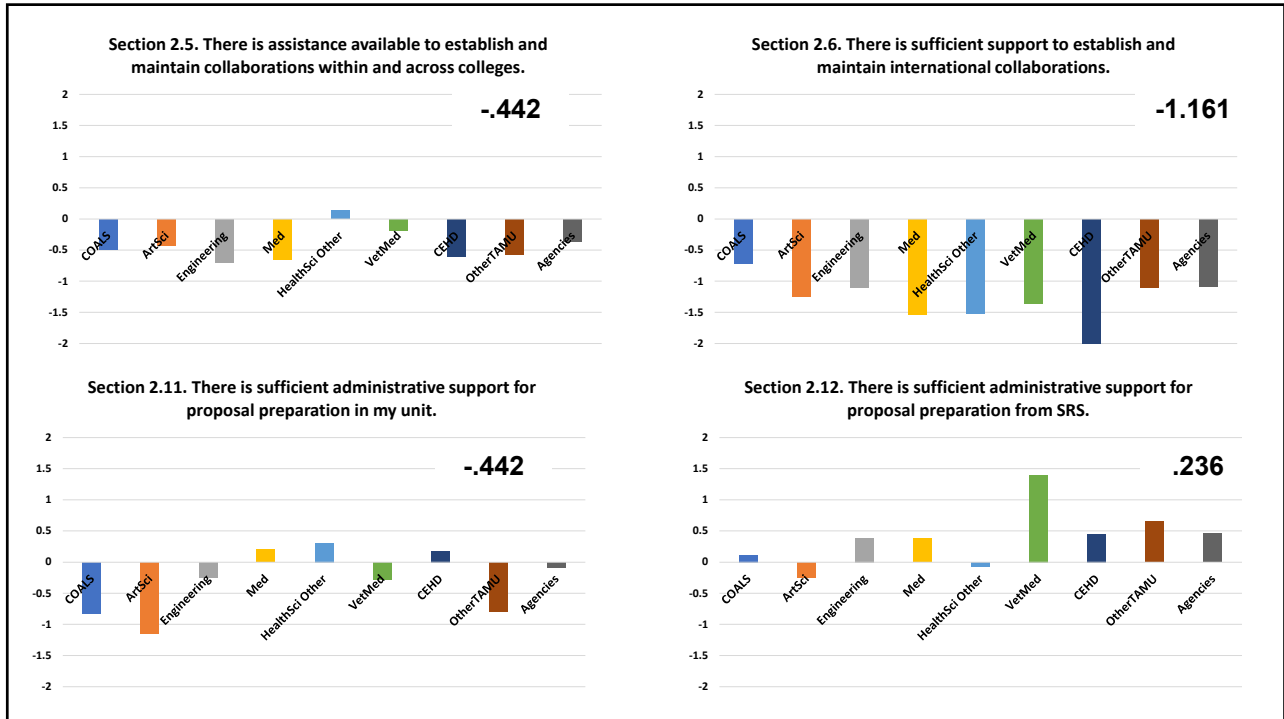 Section 2.5. There is assistance available to establish and
maintain collaborations within and across colleges.
-.442
2
1.5
1
0.5
0
-0.5
-1
-1.5
-2
COALS
ArtSci
Engineering
Med
HealthSci Other
VetMed
CEHD
OtherTAMU
Agencies
Section 2.6. There is sufficient support to establish and
maintain international collaborations.
-1.161
2
1.5
1
0.5
0
-0.5
-1
-1.5
-2
COALS
ArtSci
Engineering
Med
HealthSci Other
VetMed
CEHD
OtherTAMU
Agencies
Section 2.11. There is sufficient administrative support for
proposal preparation in my unit.
-.442
2
1.5
1
0.5
0
-0.5
-1
-1.5
-2
COALS
ArtSci
Engineering
Med
HealthSci Other
VetMed
CEHD
OtherTAMU
Agencies
Section 2.12. There is sufficient administrative support for
proposal preparation from SRS.
.236
2
1.5
1
0.5
0
-0.5
-1
-1.5
-2
COALS
ArtSci
Engineering
Med
HealthSci Other
VetMed
CEHD
OtherTAMU
Agencies